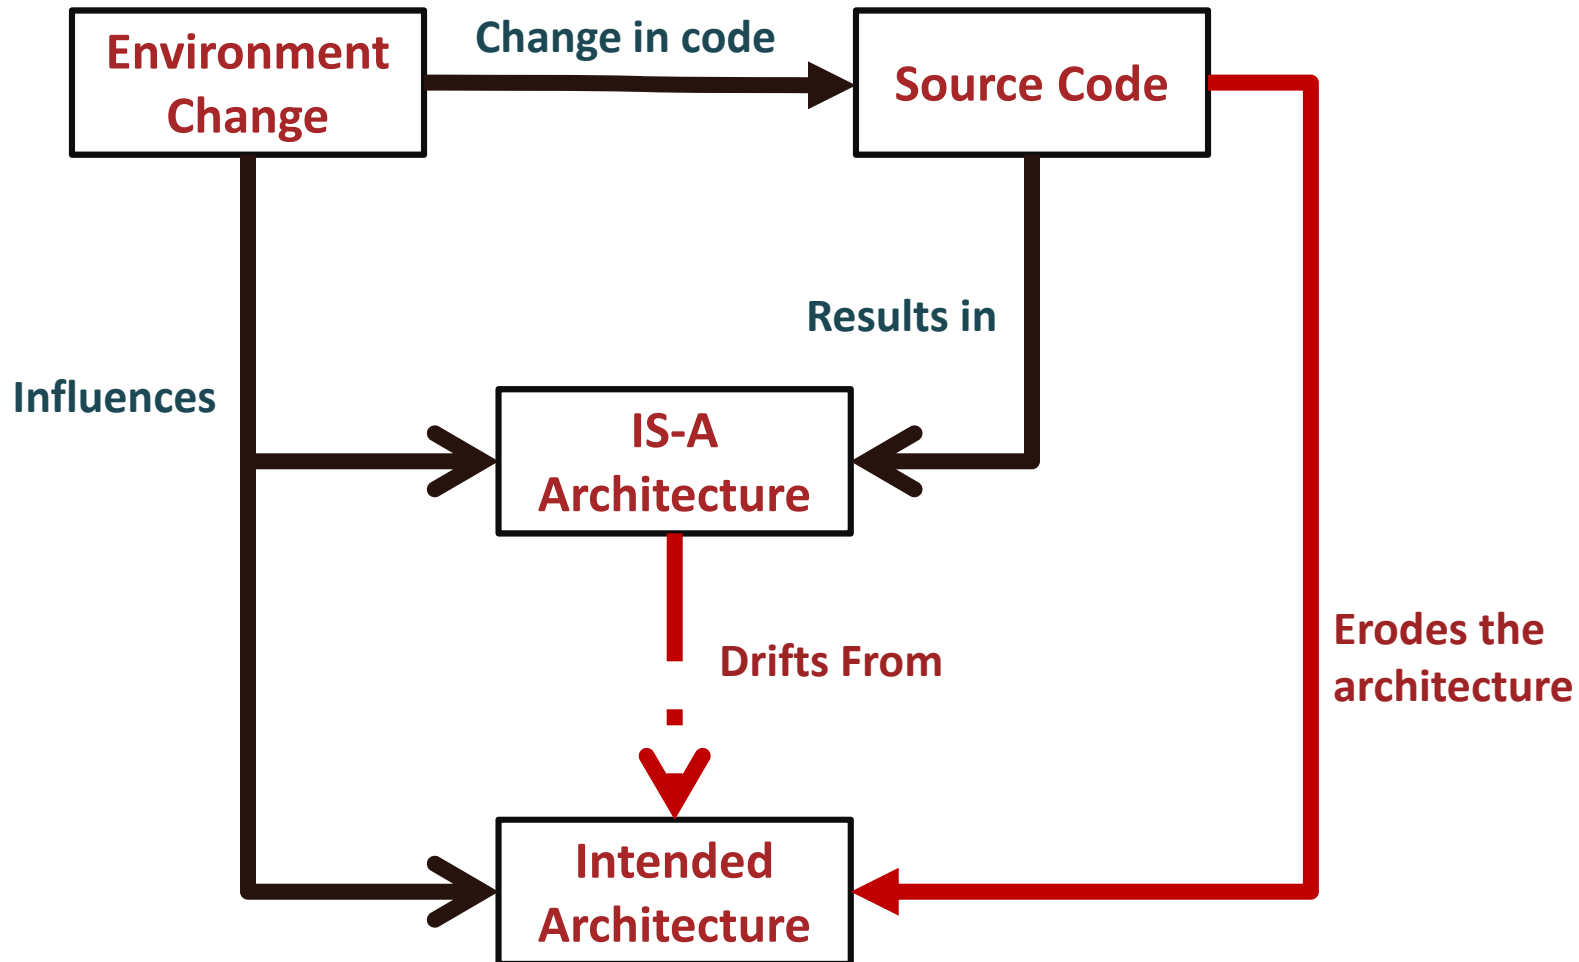 Environment
Change
Change in code
Source Code
Results in
Influences
IS-A
Architecture
Drifts From
Erodes the
architecture
Intended
Architecture